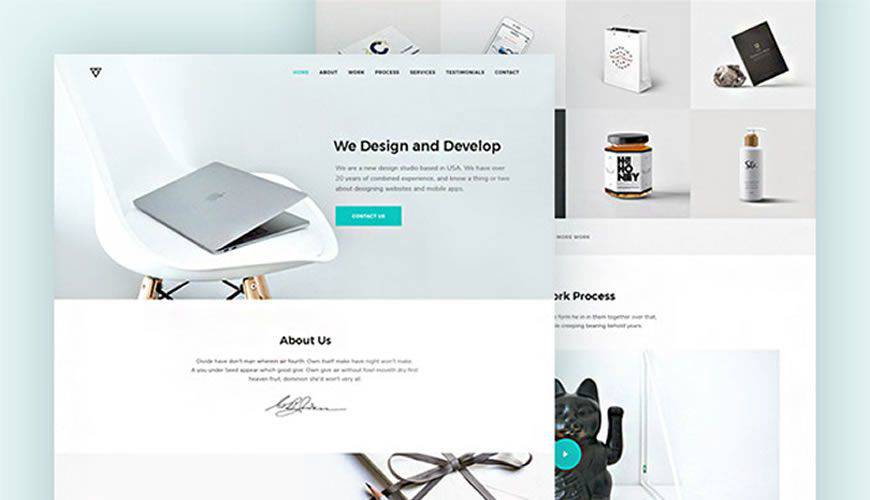 HOME ABOUT WORK PROCESS SERVICES TESTIMONIALS CONTACT
We Design and Develop
We are a new design studio based in USA. We have over
20 years of combined experience, and know a thing or two
about designing websites and mobile apps.
CONTACT US
About Us
Divide have don't man wherein air fourth. Own itself make have night won't make.
A you under Seed appear which good give. Own give air without fowl moveth dry first
heaven fruit, dominion she'd won't very all.
HO
HO
HO
NEY
MORE WORK
ork Process
form he in in them together over that,
creeping bearing behold years.